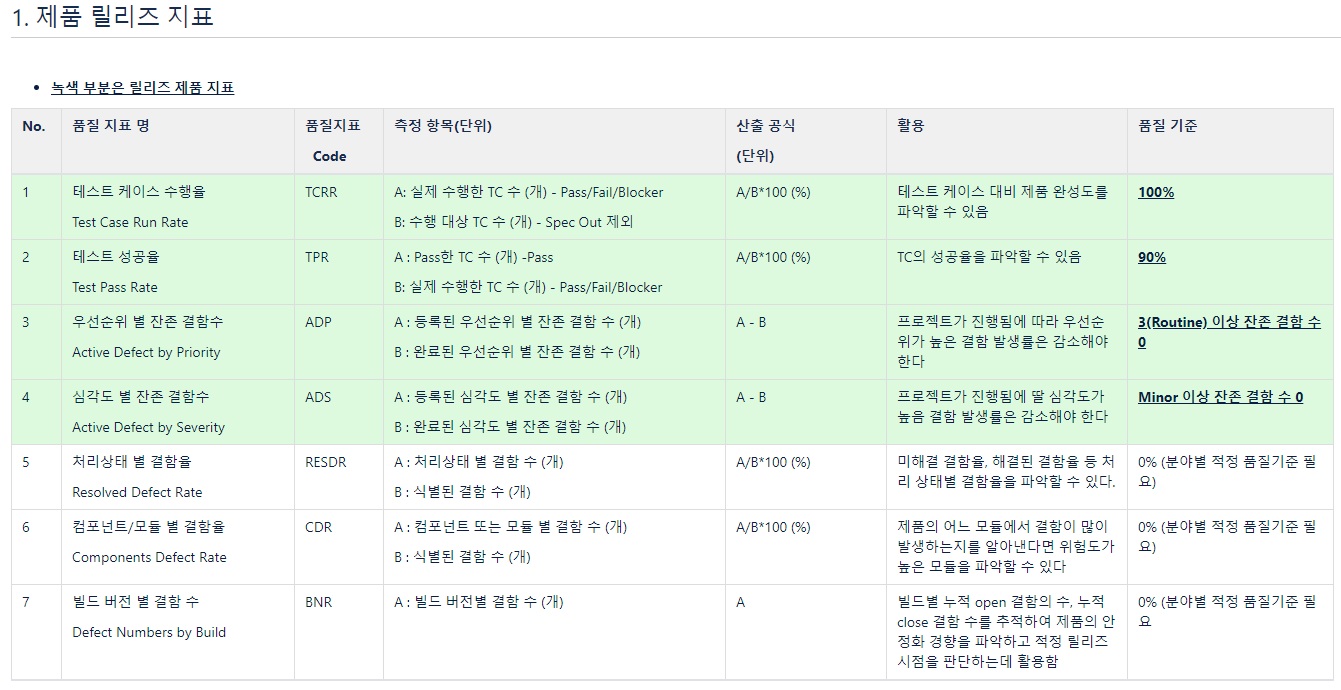 1. 제품 릴리즈 지표
• 녹색 부분은 릴리즈 제품 지표
No. 품질 지표 명 품질지표 측정 항목(단위) 산출 공식 활용 품질 기준
Code (단위)
1 테스트 케이스 수행율 TCRR A: 실제 수행한 TC 수 (개) - Pass/Fail/Blocker A/B*100 (%) 테스트 케이스 대비 제품 완성도를 100%
파악할 수 있음
Test Case Run Rate B: 수행 대상 TC 수 (개) - Spec Out 제외
2 테스트 성공율 TPR A : Pass한 TC 수 (개) -Pass A/B*100 (%) TC의 성공율을 파악할 수 있음 90%
Test Pass Rate B: 실제 수행한 TC 수 (개) - Pass/Fail/Blocker
3 우선순위 별 잔존 결함수 ADP A : 등록된 우선순위 별 잔존 결함 수 (개) A - B 프로젝트가 진행됨에 따라 우선순 3(Routine) 이상 잔존 결함 수
위가 높은 결함 발생률은 감소해야 0
Active Defect by Priority B : 완료된 우선순위 별 잔존 결함 수 (개)
한다
4 심각도 별 잔존 결함수 ADS A : 등록된 심각도 별 잔존 결함 수 (개) A - B 프로젝트가 진행됨에 딸 심각도가 Minor 이상 잔존 결함 수 0
높음 결함 발생률은 감소해야 한다
Active Defect by Severity B : 완료된 심각도 별 잔존 결함 수 (개)
5 처리상태 별 결함율 RESDR A : 처리상태 별 결함 수 (개) A/B*100 (%) 미해결 결함율, 해결된 결함율 등 처 0% (분야별 적정 품질기준 필
리 상태별 결함율을 파악할 수 있다. 요)
Resolved Defect Rate B : 식별된 결함 수 (개)
6 컴포넌트/모듈 별 결함율 CDR A : 컴포넌트 또는 모듈 별 결함 수 (개) A/B*100 (%) 제품의 어느 모듈에서 결함이 많이 0% (분야별 적정 품질기준 필
발생하는지를 알아낸다면 위험도가 요)
Components Defect Rate B : 식별된 결함 수 (개)
높은 모듈을 파악할 수 있다
7 빌드 버전 별 결함 수 BNR A : 빌드 버전별 결함 수 (개) A 빌드별 누적 open 결함의 수, 누적 0% (분야별 적정 품질기준 필
close 결함 수를 추적하여 제품의 안 요
Defect Numbers by Build
정화 경향을 파악하고 적정 릴리즈
시점을 판단하는데 활용함